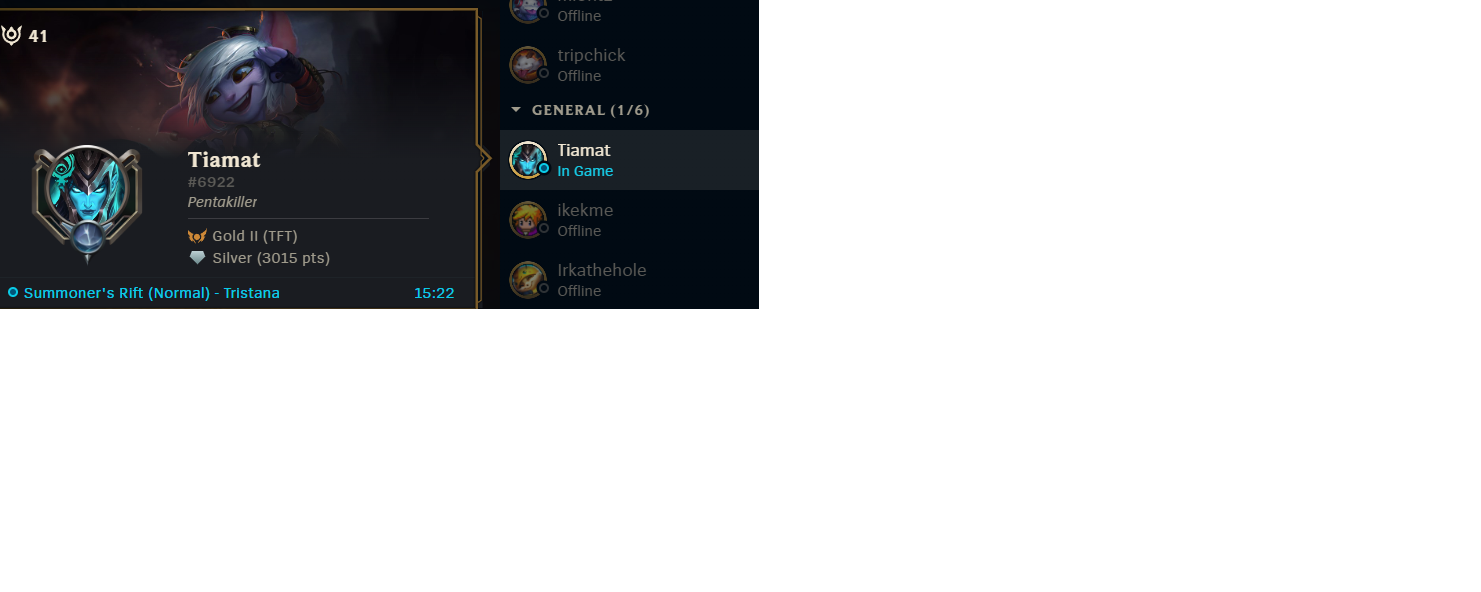 41
Tiamat
#6922
Pentakiller
Gold II (TFT)
Silver (3015 pts)
Summoner's Rift (Normal) - Tristana
15:22
Offline
tripchick
Offline
GENERAL (1/6)
Tiamat
In Game
ikekme
Offline
Irkathehole
Offline